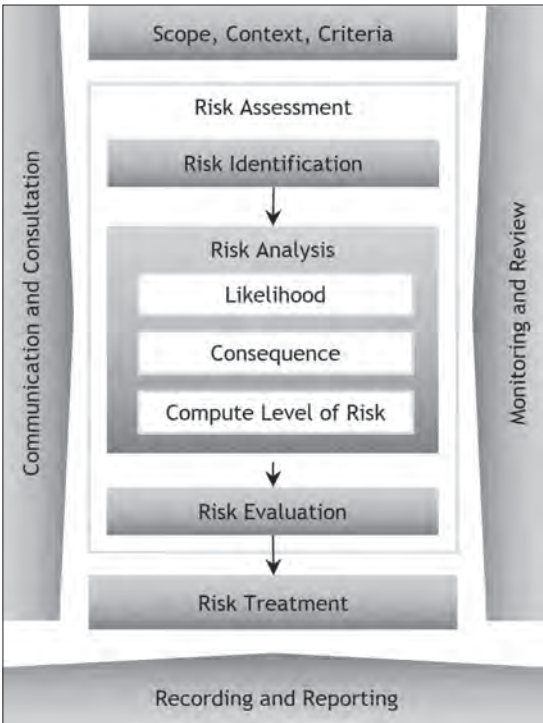 Scope, Context, Criteria
Risk Assessment
Risk Identification
Risk Analysis
Likelihood
Consequence
Compute Level of Risk
Risk Evaluation
Risk Treatment
Communication and Consultation
Monitoring and Review
Recording and Reporting